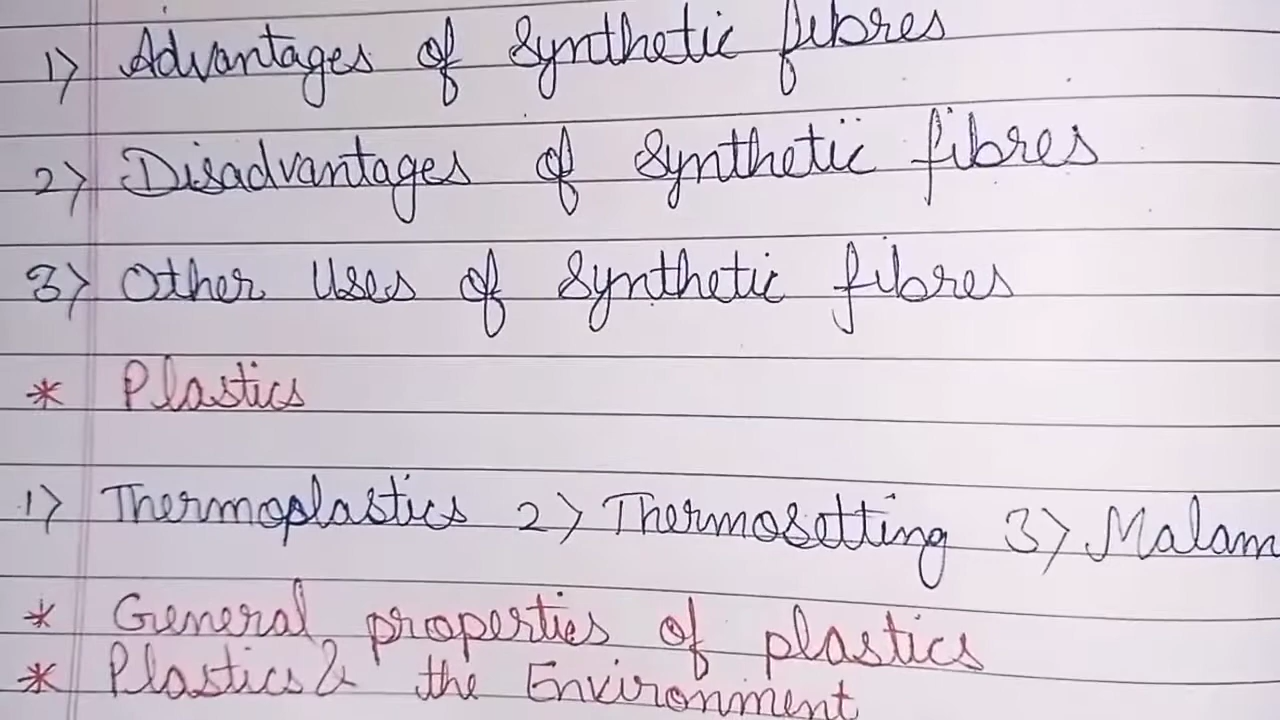 1) Advantages of Synthetic fibres
2) Disadvantages of Synthetic fibres
3) Other Uses of Synthetic fibres
* Plastics
1) Thermoplastics 2) Thermosetting 3) Malam
* General properties of plastics
* Plastics & the Environment